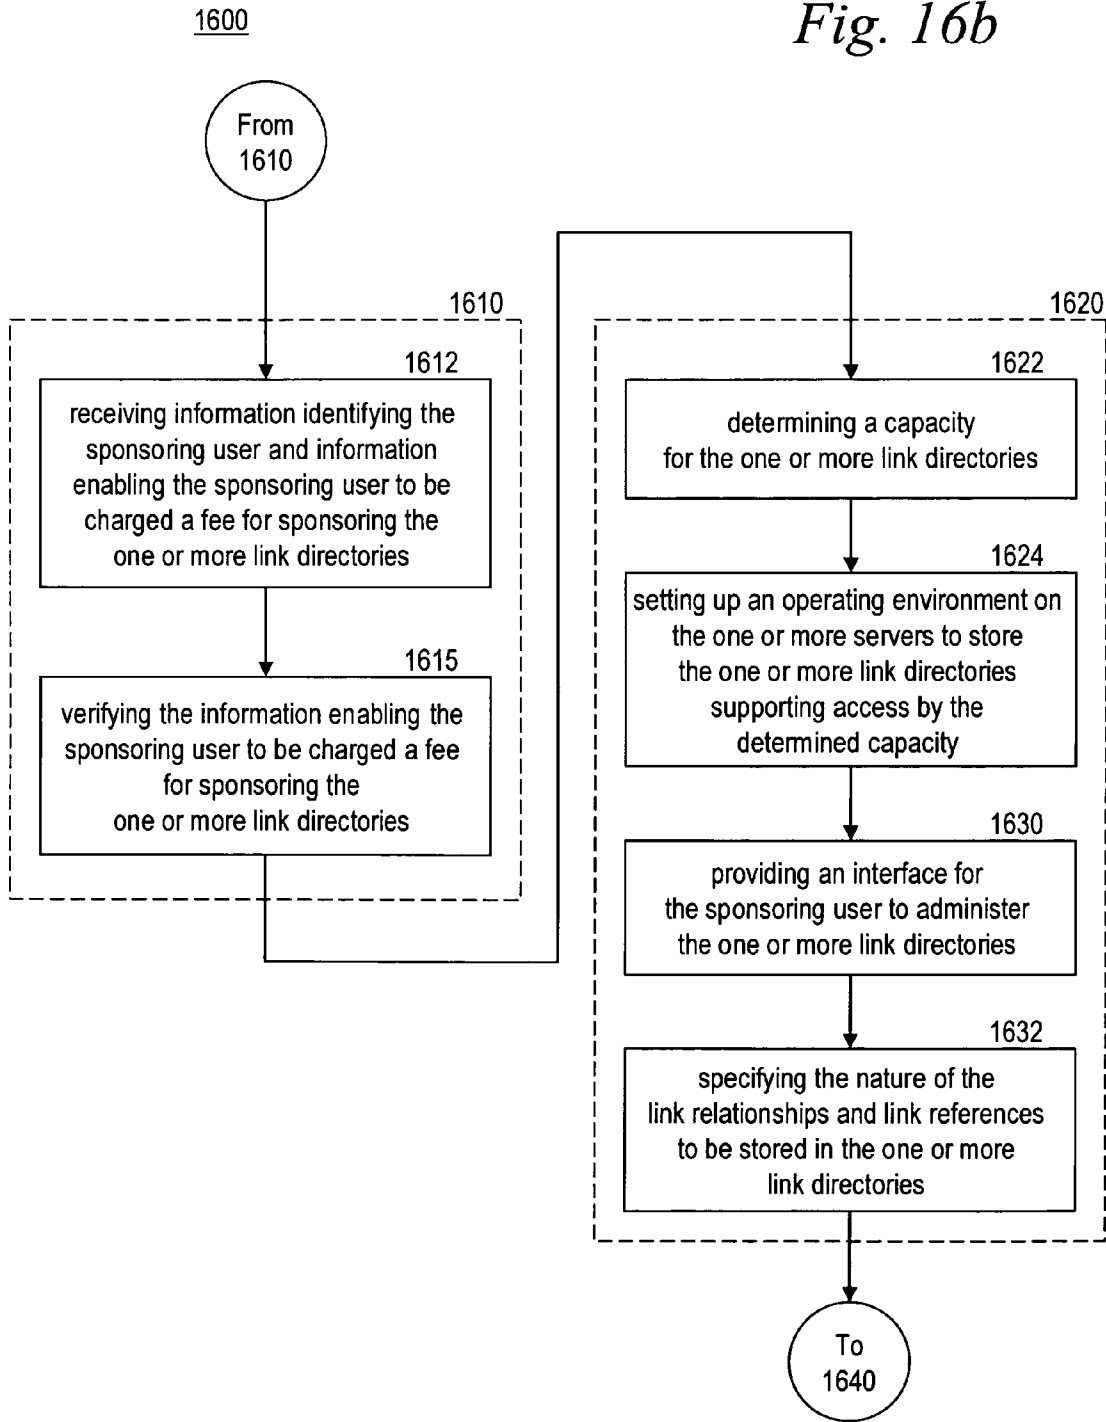 1600
Fig. 16b
From
1610
1610
1612
receiving information identifying the
sponsoring user and information
enabling the sponsoring user to be
charged a fee for sponsoring the
one or more link directories
1615
verifying the information enabling the
sponsoring user to be charged a fee
for sponsoring the
one or more link directories
1620
1622
determining a capacity
for the one or more link directories
1624
setting up an operating environment on
the one or more servers to store
the one or more link directories
supporting access by the
determined capacity
1630
providing an interface for
the sponsoring user to administer
the one or more link directories
1632
specifying the nature of the
link relationships and link references
to be stored in the one or more
link directories
To
1640